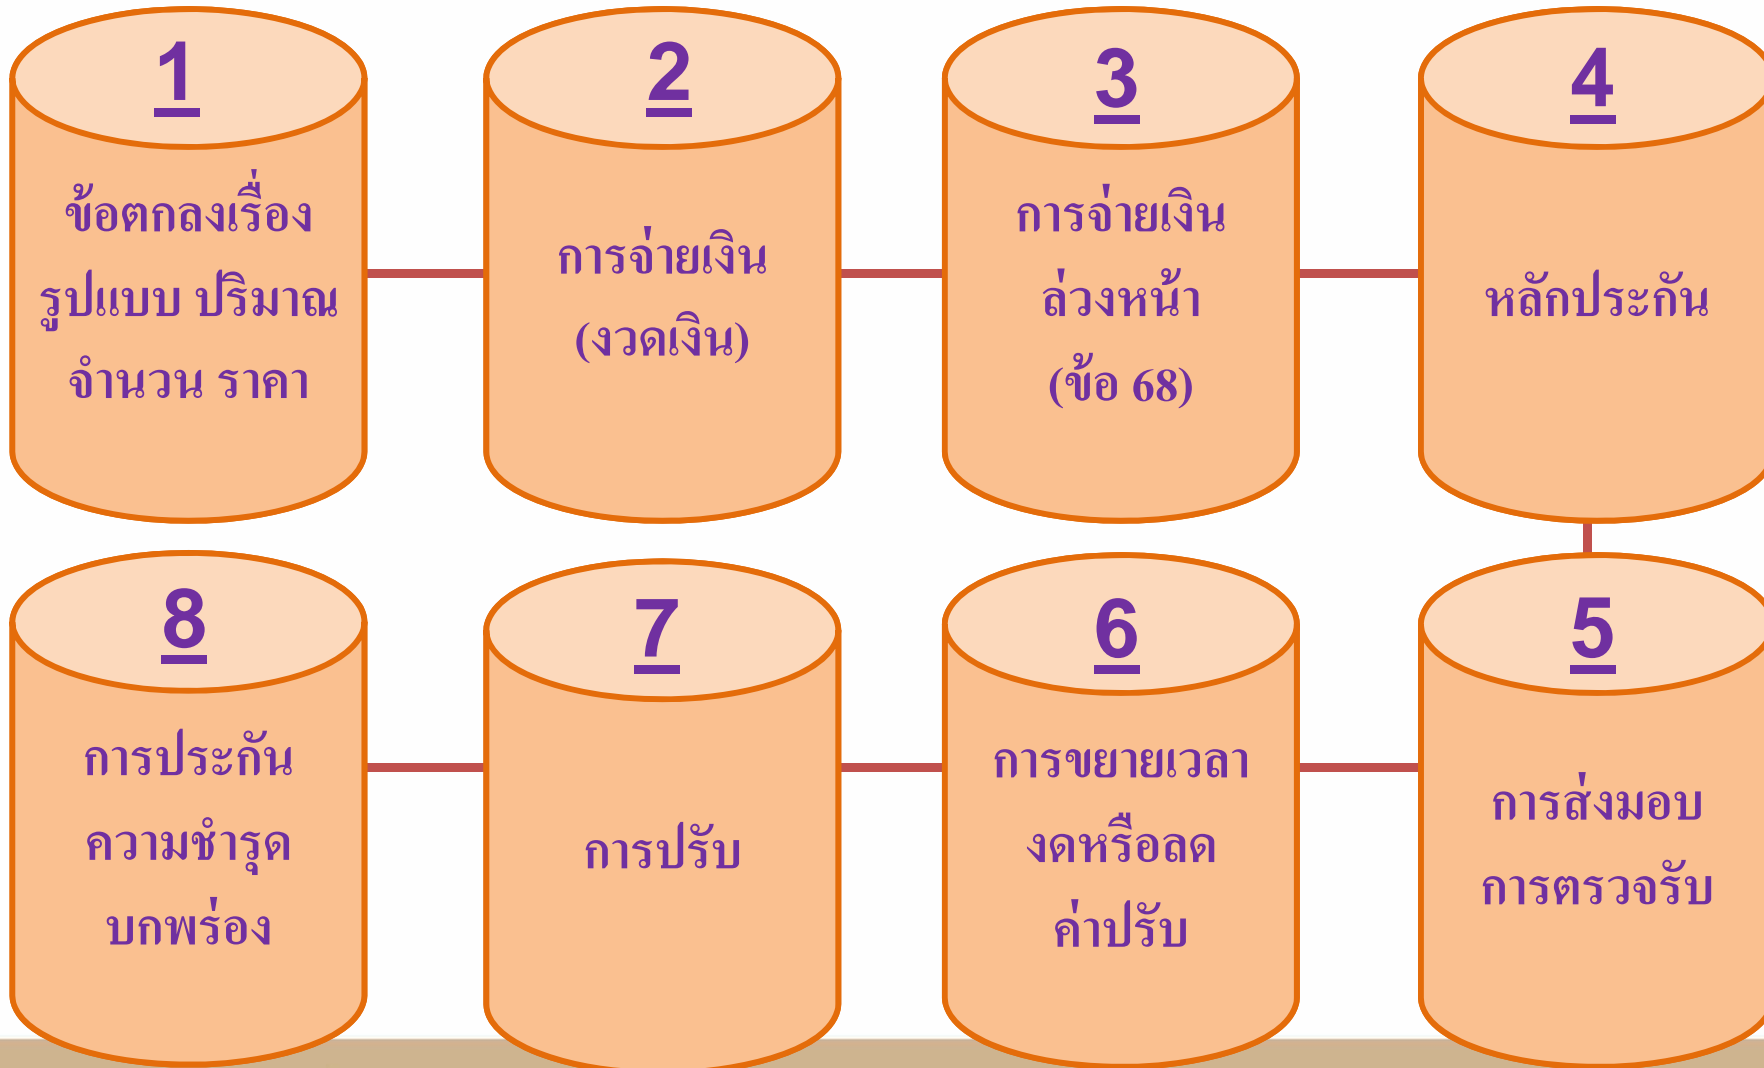 1
ข้อตกลงเรื่อง
รูปแบบ ปริมาณ
จำนวน ราคา
2
การจ่ายเงิน
(งวดเงิน)
3
การจ่ายเงิน
ล่วงหน้า
(ข้อ 68)
4
หลักประกัน
5
การส่งมอบ
การตรวจรับ
6
การขยายเวลา
งดหรือลด
ค่าปรับ
7
การปรับ
8
การประกัน
ความชำรุด
บกพร่อง